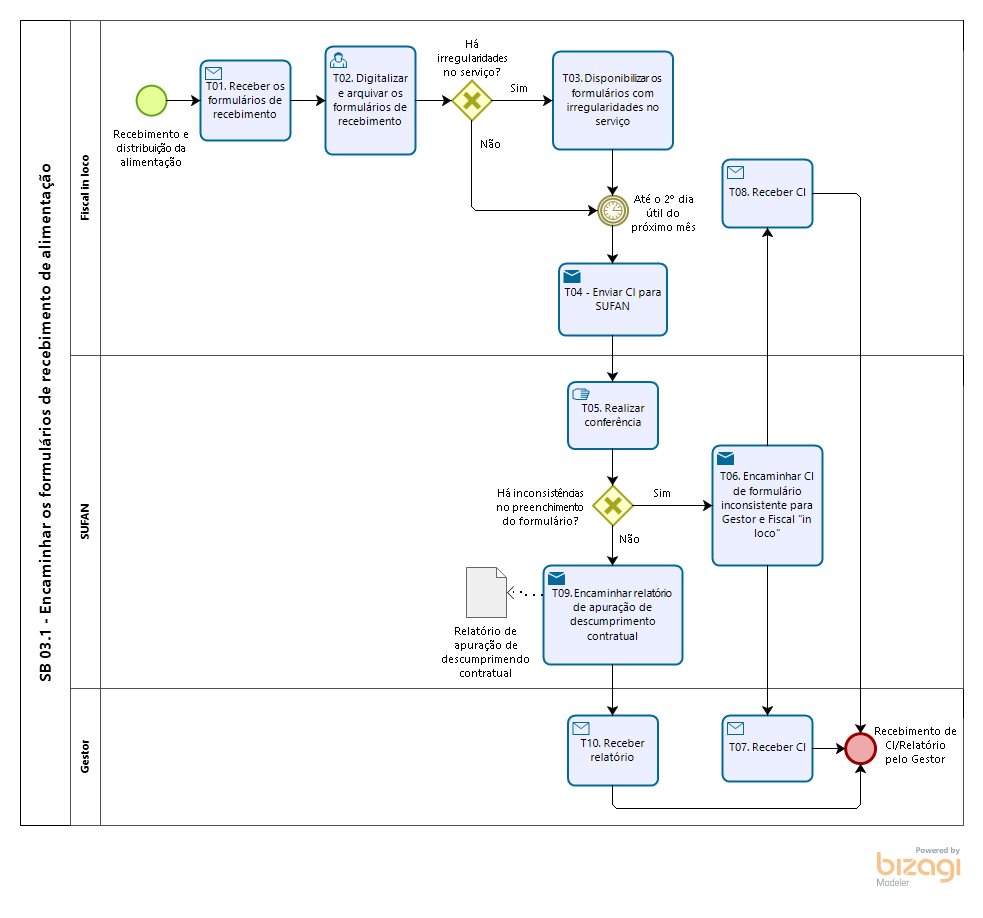 SB 03.1 - Encaminhar os formulários de recebimento de alimentação
Fiscal in loco
Recebimento e
distribuição da
alimentação
T01. Receber os
formulários de
recebimento
T02. Digitalizar
e arquivar os
formulários de
recebimento
Há
irregularidades
no serviço?
Sim
Não
T03. Disponibilizar os
formulários com
irregularidades no
serviço
Até o 2º dia
útil do
próximo mês
T04 - Enviar CI para
SUFAN
T08. Receber CI
SUFAN
T05. Realizar
conferência
Há inconsistências
no preenchimento
do formulário?
Sim
Não
T06. Encaminhar CI
de formulário
inconsistente para
Gestor e Fiscal "in
loco"
T09. Encaminhar relatório
de apuração de
descumprimento
contratual
Relatório de
apuração de
descumprimendo
contratual
Gestor
T10. Receber
relatório
T07. Receber CI
Recebimento de
CI/Relatório
pelo Gestor
Powered by
bizagi
Modeler